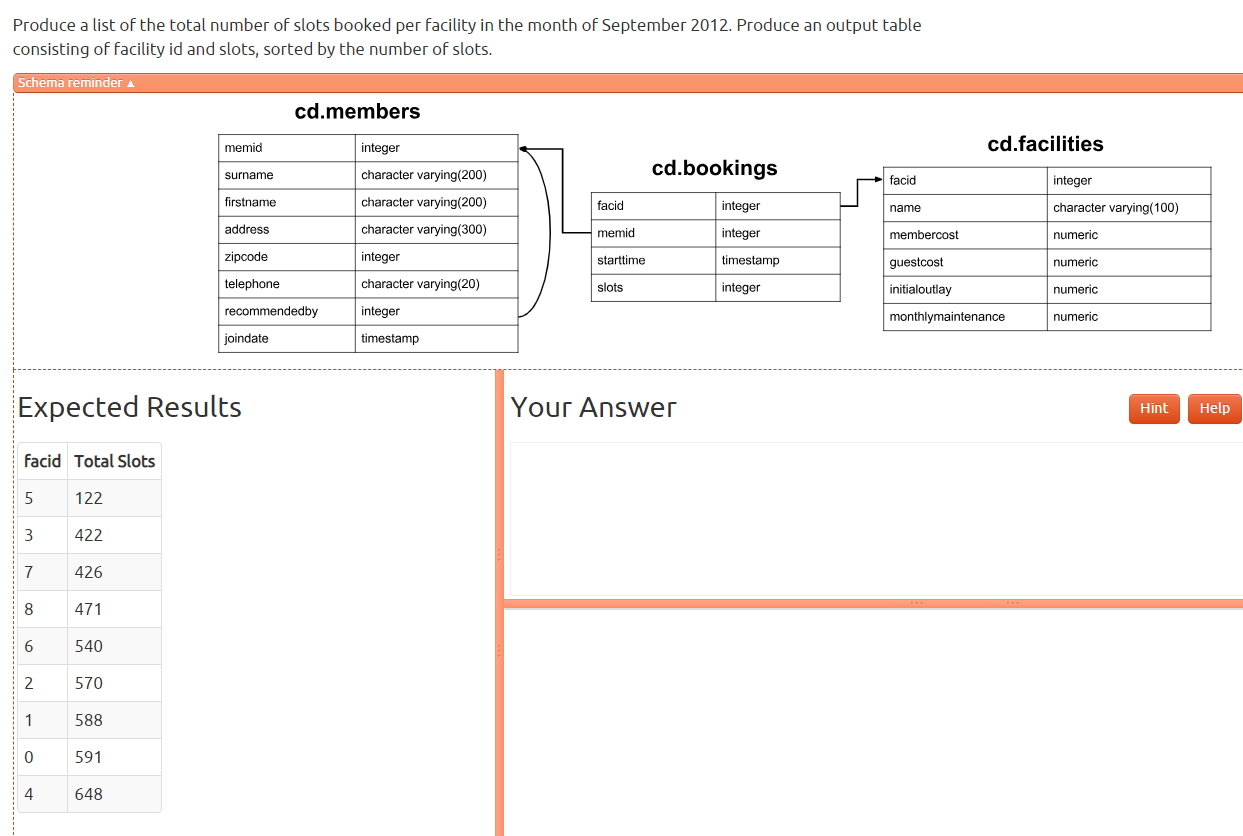 Produce a list of the total number of slots booked per facility in the month of September 2012. Produce an output table
consisting of facility id and slots, sorted by the number of slots.
Schema reminder ▲
cd.members
memid integer
surname character varying(200)
firstname character varying(200)
address character varying(300)
zipcode integer
telephone character varying(20)
recommendedby integer
joindate timestamp
cd.bookings
facid integer
memid integer
starttime timestamp
slots integer
cd.facilities
facid integer
name character varying(100)
membercost numeric
guestcost numeric
initialoutlay numeric
monthlymaintenance numeric
Expected Results
facid Total Slots
5 122
3 422
7 426
8 471
6 540
2 570
1 588
0 591
4 648
Your Answer
Hint Help